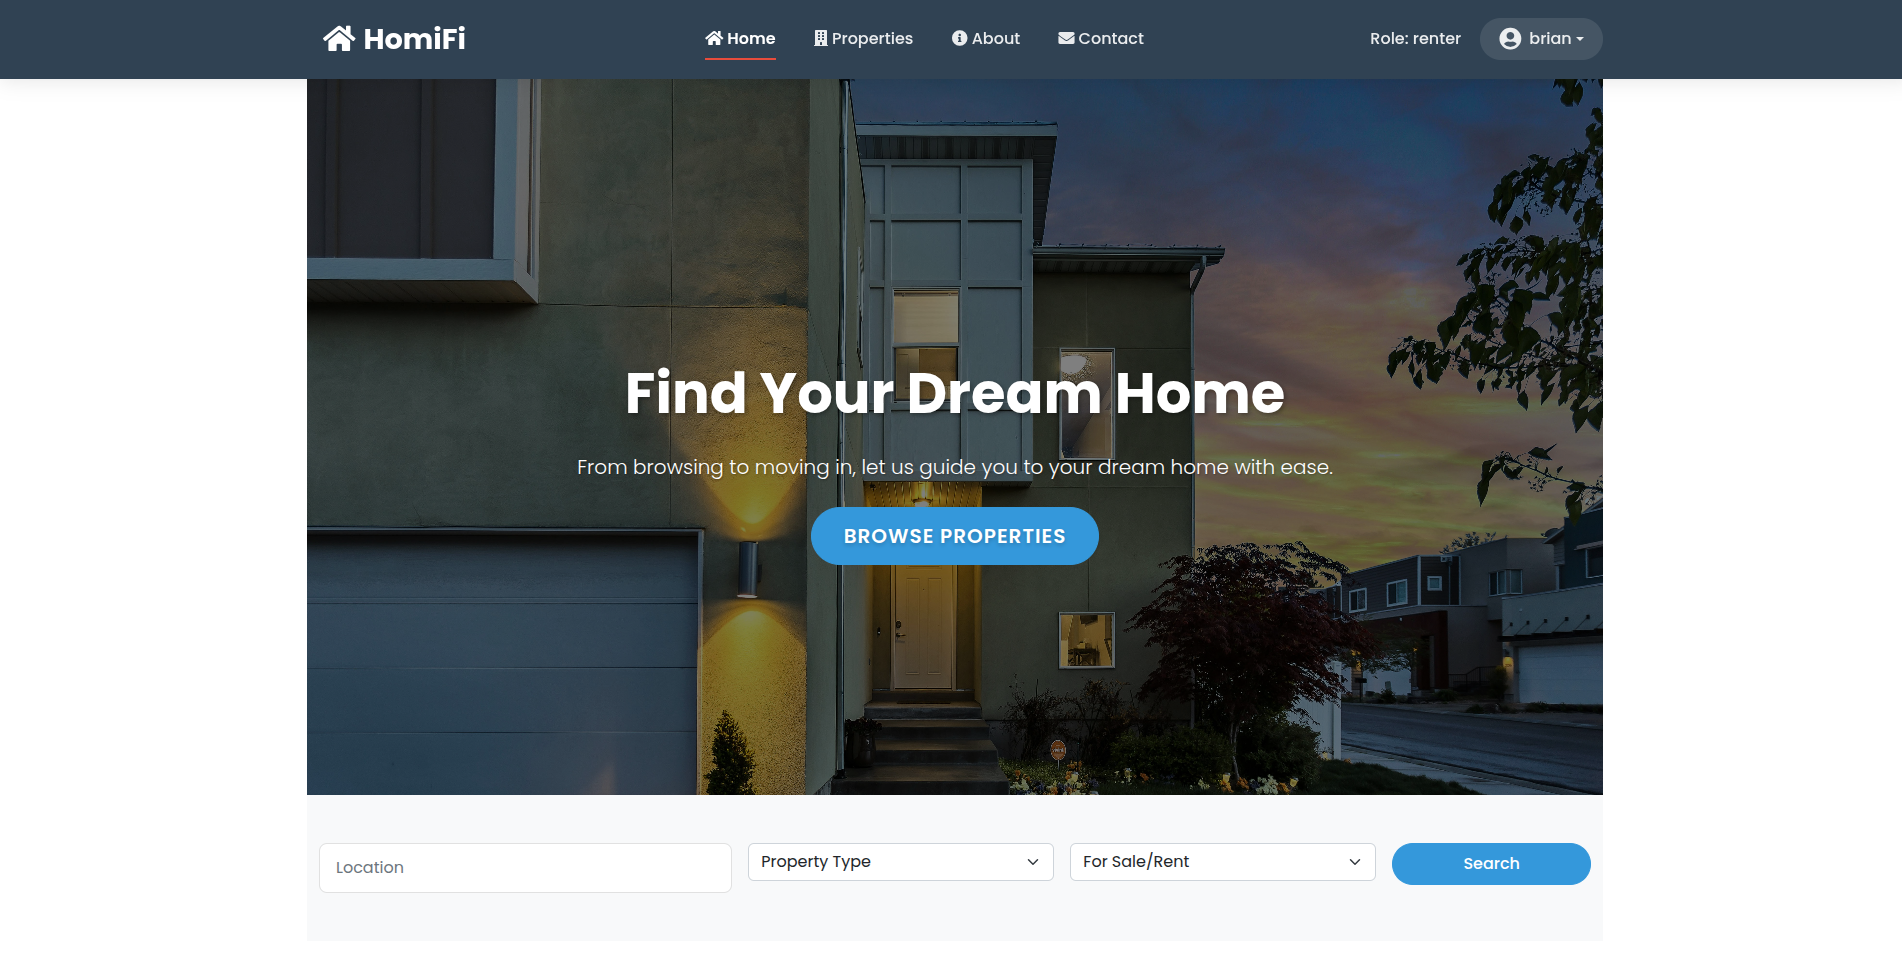 HomiFi
Home
Properties
About
Contact
Role: renter
brian
Find Your Dream Home
From browsing to moving in, let us guide you to your dream home with ease.
BROWSE PROPERTIES
Location
Property Type
For Sale/Rent
Search